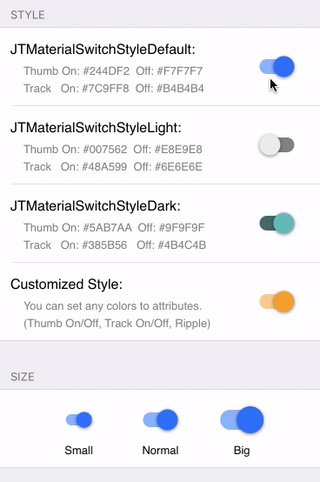 STYLE
JTMaterialSwitchStyleDefault:
Thumb On: #244DF2 Off: #F7F7F7
Track On: #7C9FF8 Off: #B4B4B4
JTMaterialSwitchStyleLight:
Thumb On: #007562 Off: #E8E9E8
Track On: #48A599 Off: #6E6E6E
JTMaterialSwitchStyleDark:
Thumb On: #5AB7AA Off: #9F9F9F
Track On: #385B56 Off: #4B4C4B
Customized Style:
You can set any colors to attributes.
(Thumb On/Off, Track On/Off, Ripple)
SIZE
Small Normal Big